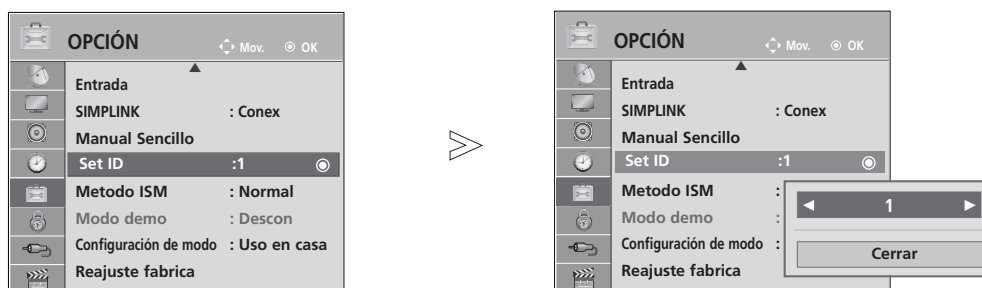 OPCIÓN Mov. OK
Entrada
SIMPLINK : Conex
Manual Sencillo
Set ID :1
Metodo ISM : Normal
Modo demo : Descon
Configuración de modo : Uso en casa
Reajuste fabrica
OPCIÓN Mov. OK
Entrada
SIMPLINK : Conex
Manual Sencillo
Set ID :1
Metodo ISM :
Modo demo :
Configuración de modo :
Reajuste fabrica
◄ 1 ►
Cerrar